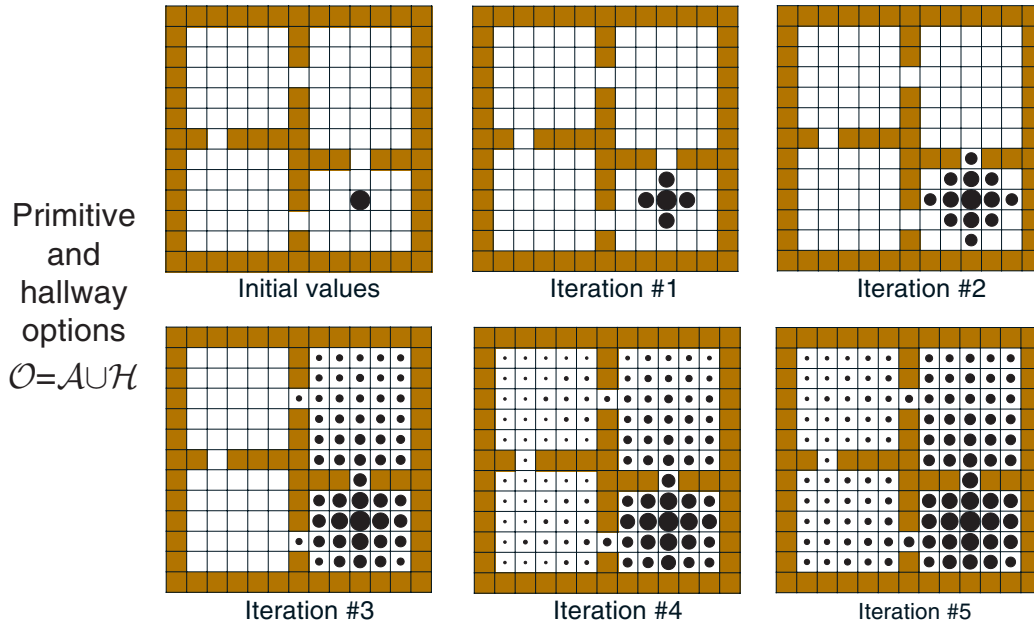 Initial values
Iteration #1
Iteration #2
Primitive
and
hallway
options
𝒪=𝒜∪ℋ
Iteration #3
Iteration #4
Iteration #5